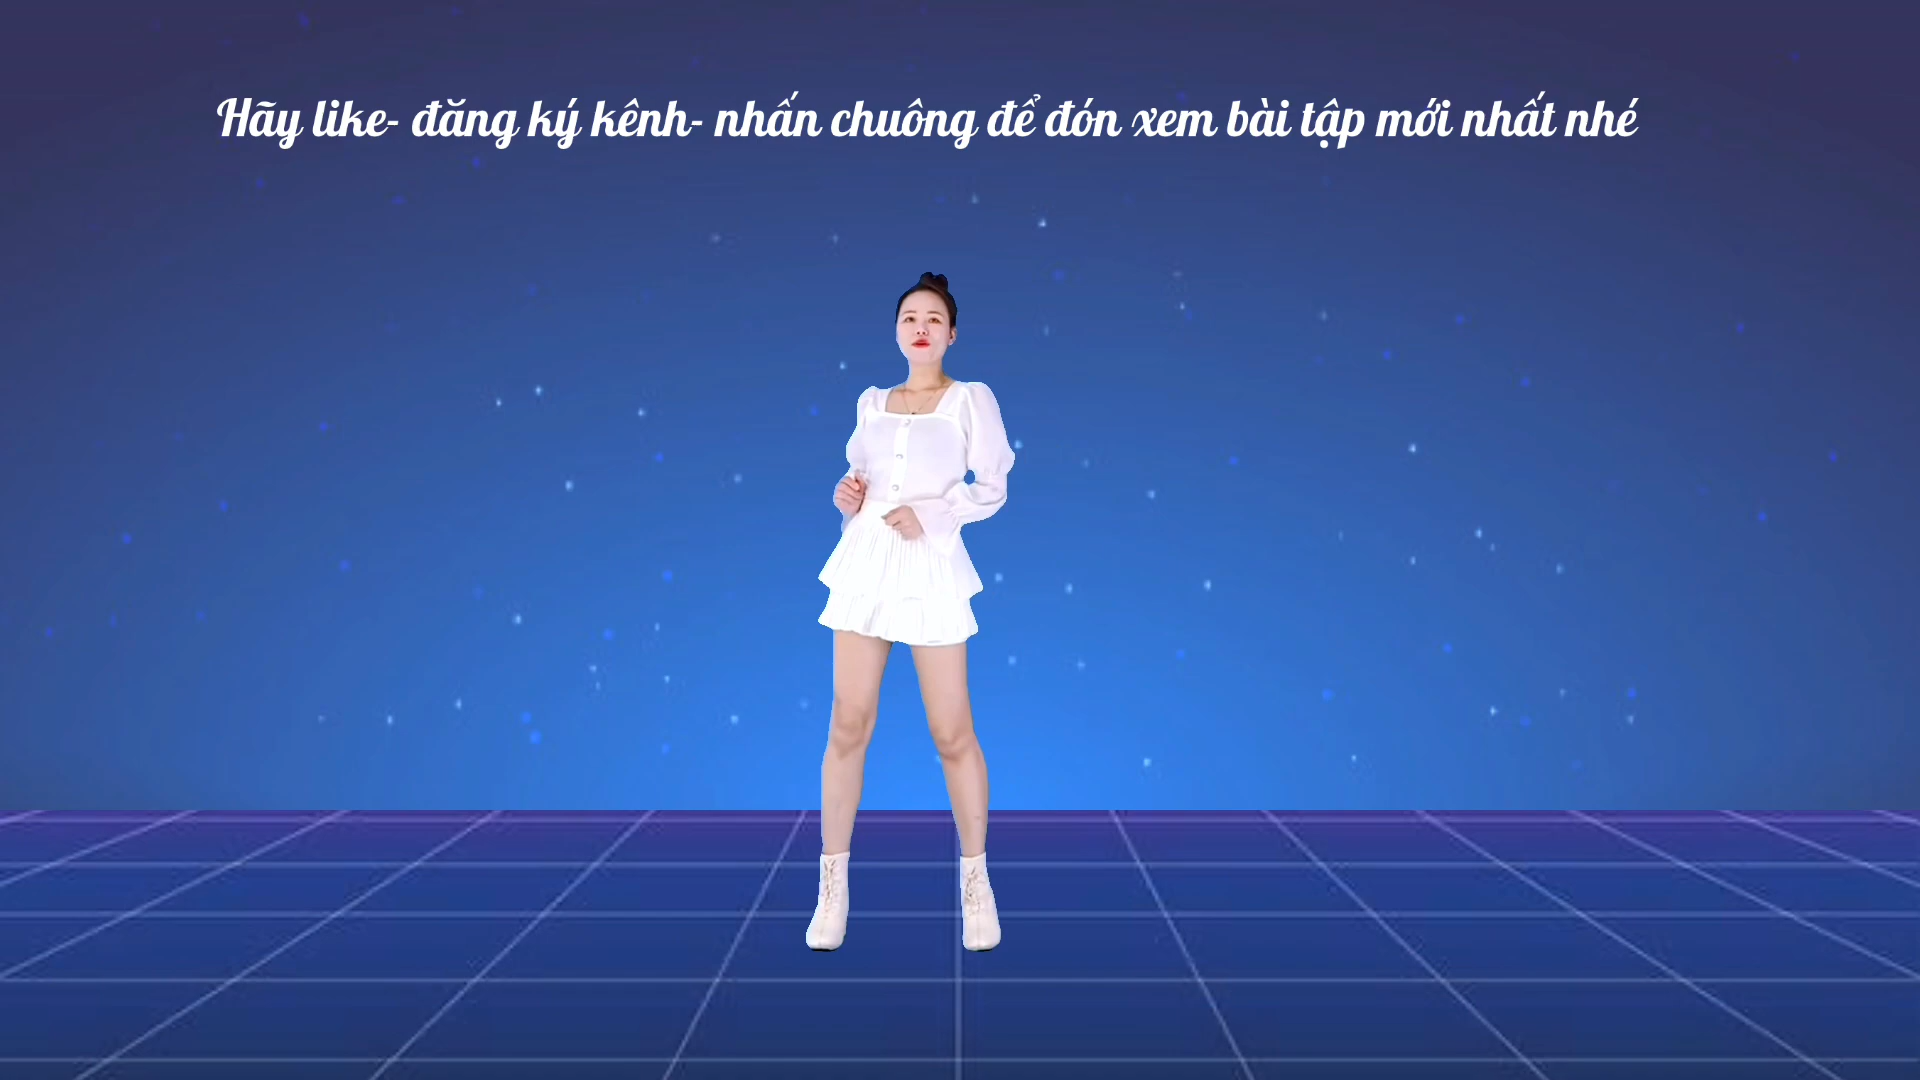 Hãy like- đăng ký kênh- nhấn chuông để đón xem bài tập mới nhất nhé